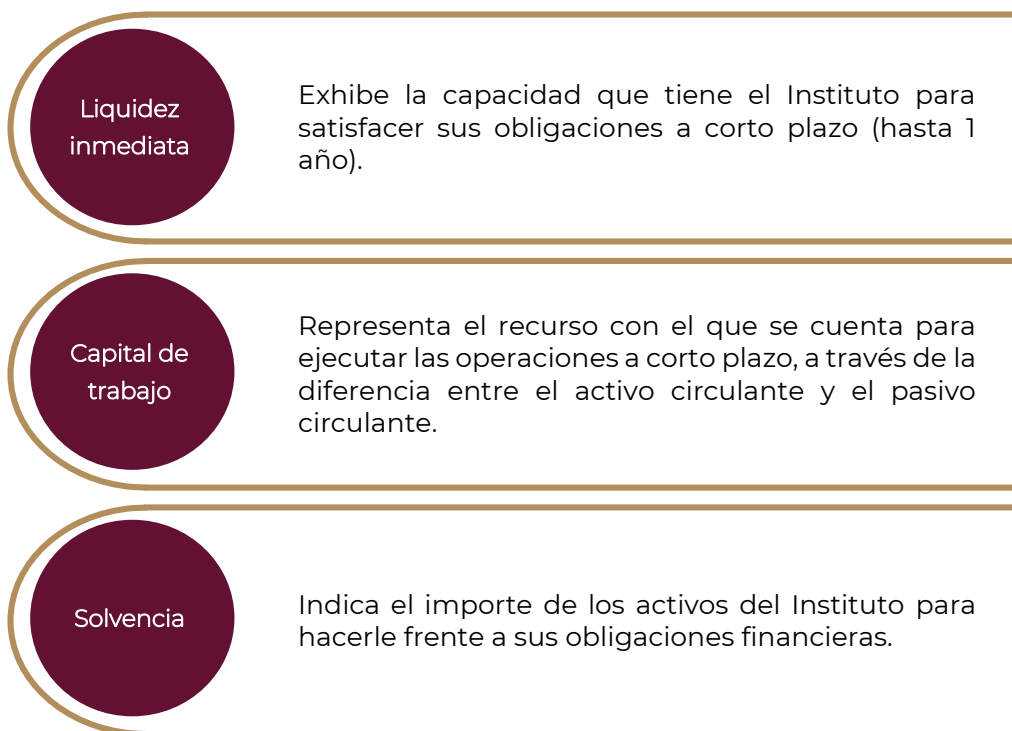 Liquidez
inmediata
Exhibe la capacidad que tiene el Instituto para
satisfacer sus obligaciones a corto plazo (hasta 1
año).
Capital de
trabajo
Representa el recurso con el que se cuenta para
ejecutar las operaciones a corto plazo, a través de la
diferencia entre el activo circulante y el pasivo
circulante.
Solvencia
Indica el importe de los activos del Instituto para
hacerle frente a sus obligaciones financieras.